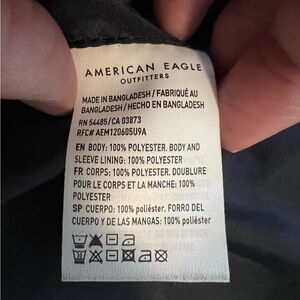 AMERICAN EAGLE
OUTFITTERS
MADE IN BANGLADESH / FABRIQUÉ AU
BANGLADESH / HECHO EN BANGLADESH
RN 54485/CA 03873
RFC# AEM120605U9A
EN BODY: 100% POLYESTER. BODY AND
SLEEVE LINING: 100% POLYESTER
FR CORPS: 100% POLYESTER. DOUBLURE
POUR LE CORPS ET LA MANCHE: 100%
POLYESTER
SP CUERPO: 100% poliéster. FORRO DEL
CUERPO Y DE LAS MANGAS: 100% poliéster